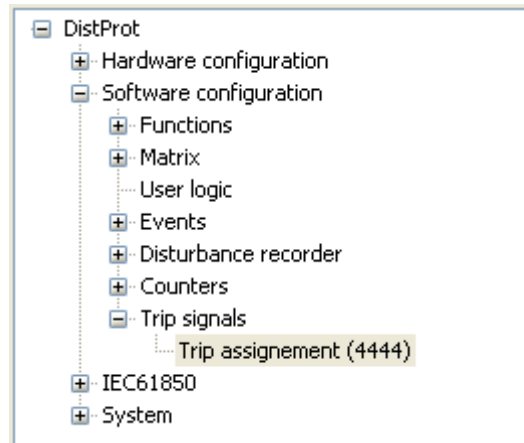 DistProt
Hardware configuration
Software configuration
Functions
Matrix
User logic
Events
Disturbance recorder
Counters
Trip signals
Trip assignement (4444)
IEC61850
System